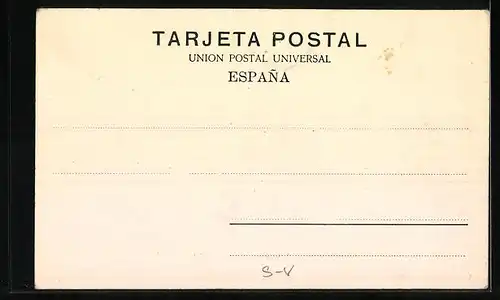 TARJETA POSTAL
UNION POSTAL UNIVERSAL
ESPAÑA
S-V